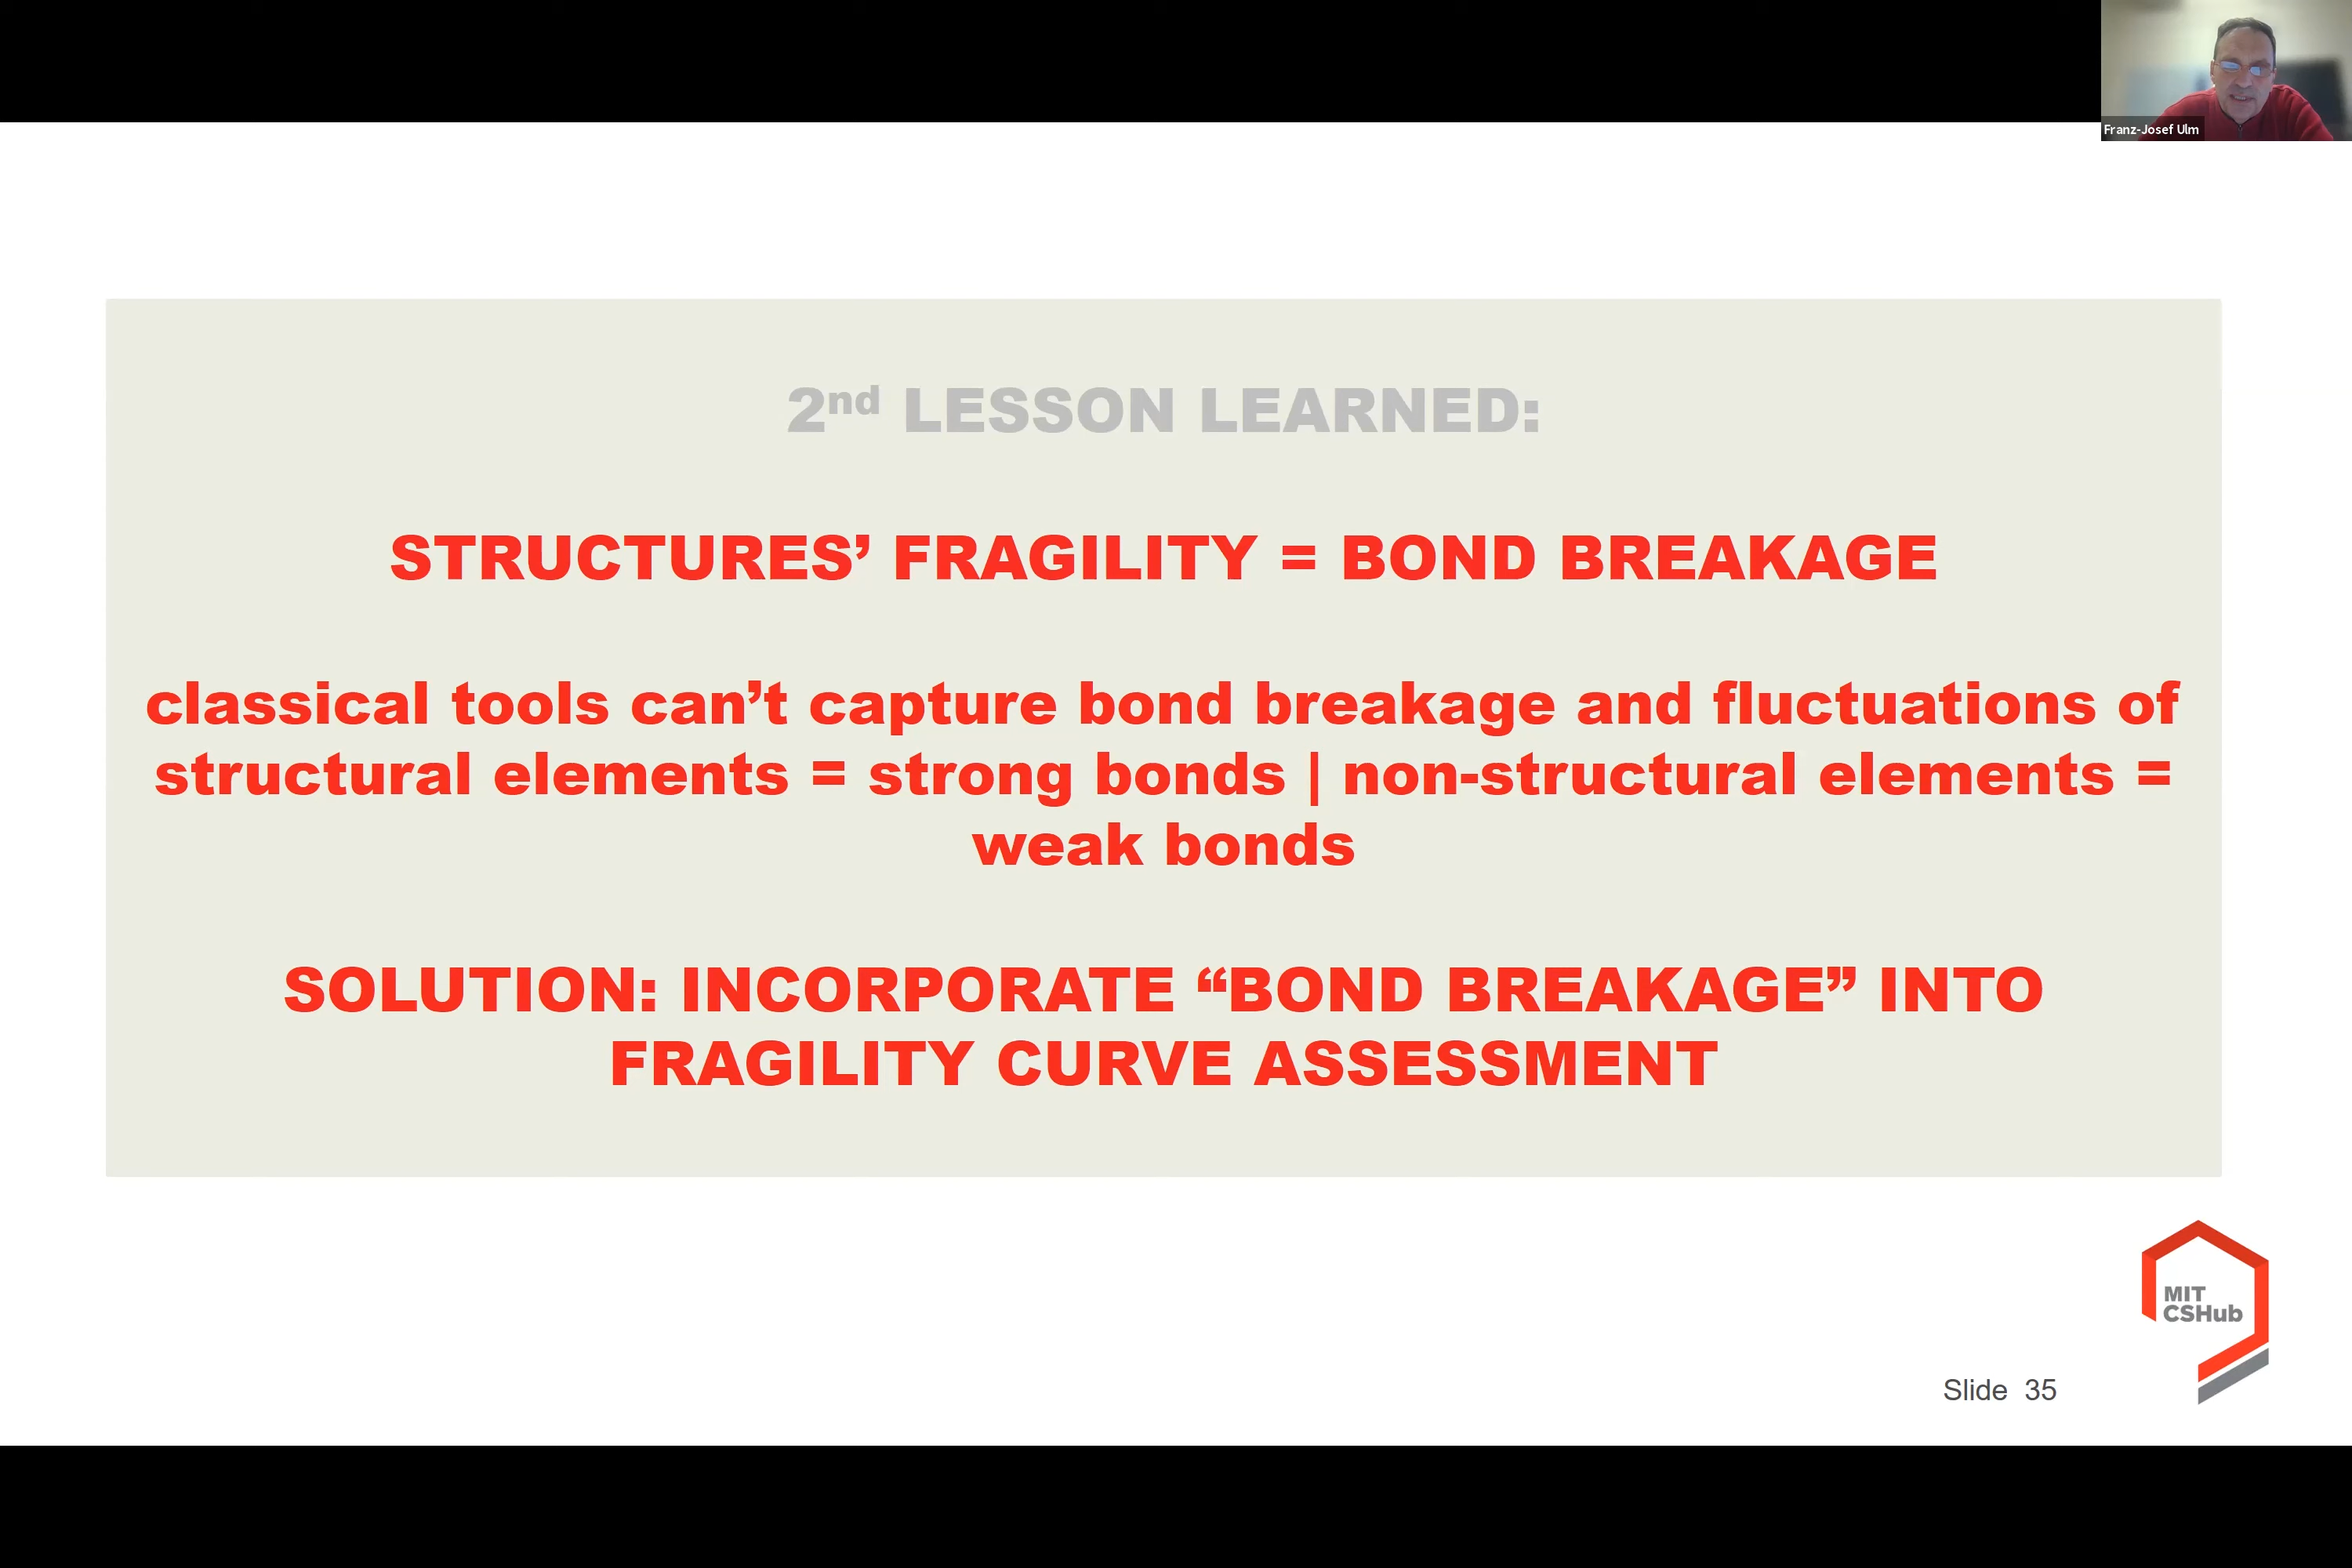 Franz-Josef Ulm
2nd LESSON LEARNED:
STRUCTURES’ FRAGILITY = BOND BREAKAGE
classical tools can’t capture bond breakage and fluctuations of
structural elements = strong bonds | non-structural elements =
weak bonds
SOLUTION: INCORPORATE “BOND BREAKAGE” INTO
FRAGILITY CURVE ASSESSMENT
MIT
CSHub
Slide 35